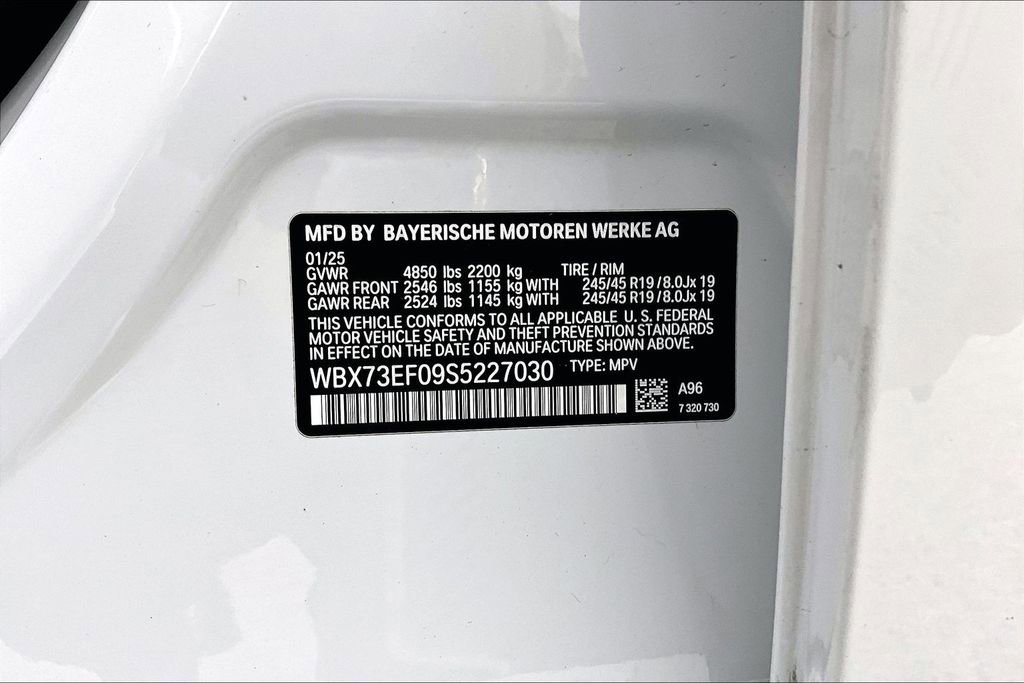 MFD BY BAYERISCHE MOTOREN WERKE AG
01/25
GVWR 4850 lbs 2200 kg TIRE / RIM
GAWR FRONT 2546 lbs 1155 kg WITH 245/45 R19 / 8.0Jx 19
GAWR REAR 2524 lbs 1145 kg WITH 245/45 R19 / 8.0Jx 19
THIS VEHICLE CONFORMS TO ALL APPLICABLE U. S. FEDERAL
MOTOR VEHICLE SAFETY AND THEFT PREVENTION STANDARDS
IN EFFECT ON THE DATE OF MANUFACTURE SHOWN ABOVE.
WBX73EF09S5227030 TYPE: MPV
A96
7 320 730